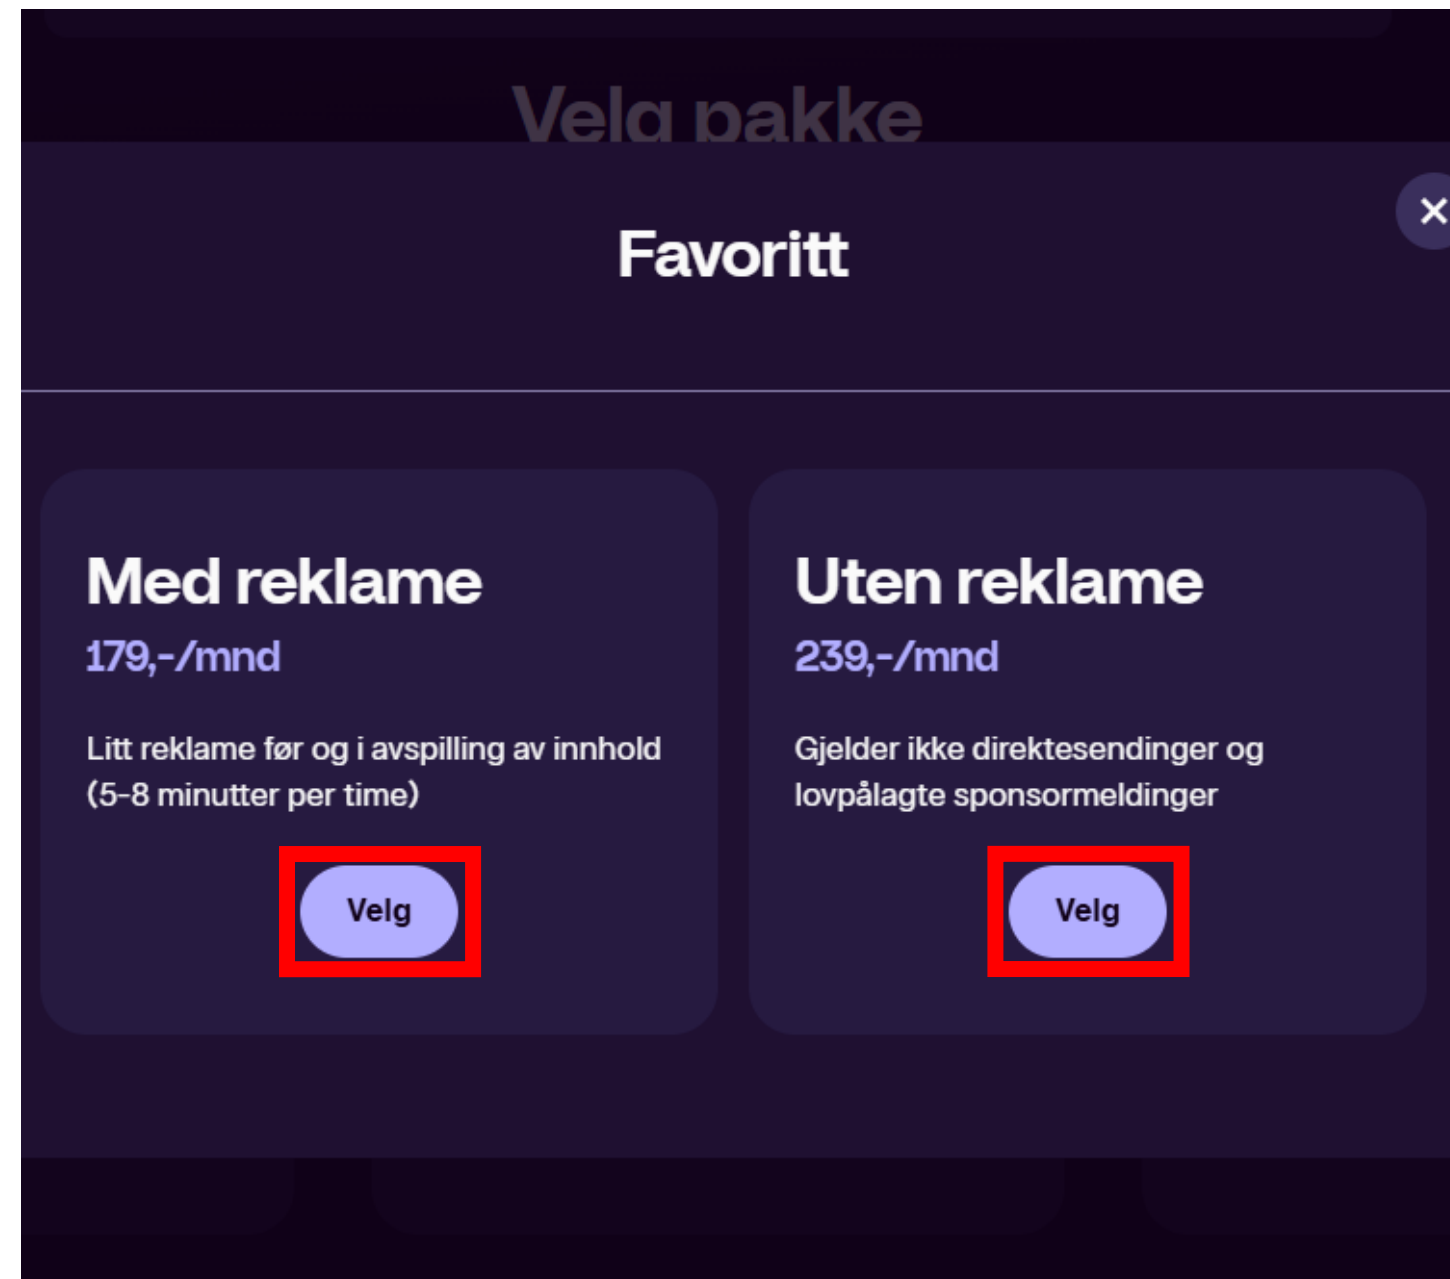 Velg pakke
Favoritt
Med reklame
179,-/mnd
Litt reklame før og i avspilling av innhold
(5-8 minutter per time)
Velg
Uten reklame
239,-/mnd
Gjelder ikke direktesendinger og
lovpålagte sponsormeldinger
Velg